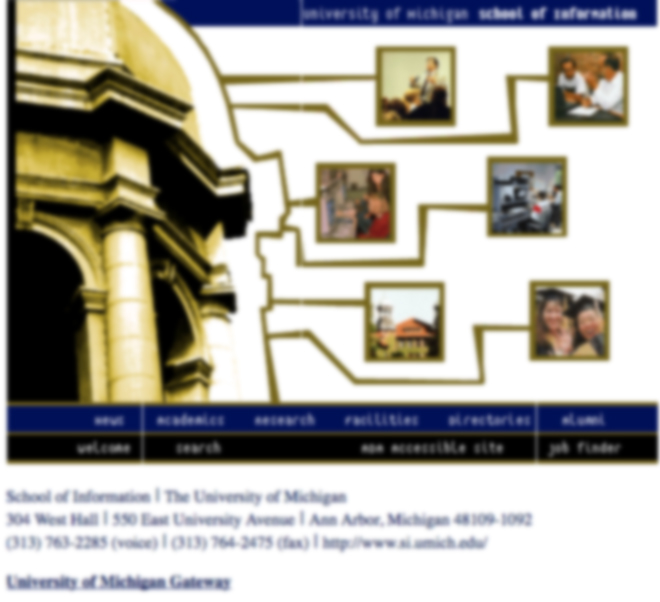 university of michigan school of information
news academics research facilities directories alumni
welcome search non accessible site job finder
School of Information | The University of Michigan
304 West Hall | 550 East University Avenue | Ann Arbor, Michigan 48109-1092
(313) 763-2285 (voice) | (313) 764-2475 (fax) | http://www.si.umich.edu/
University of Michigan Gateway